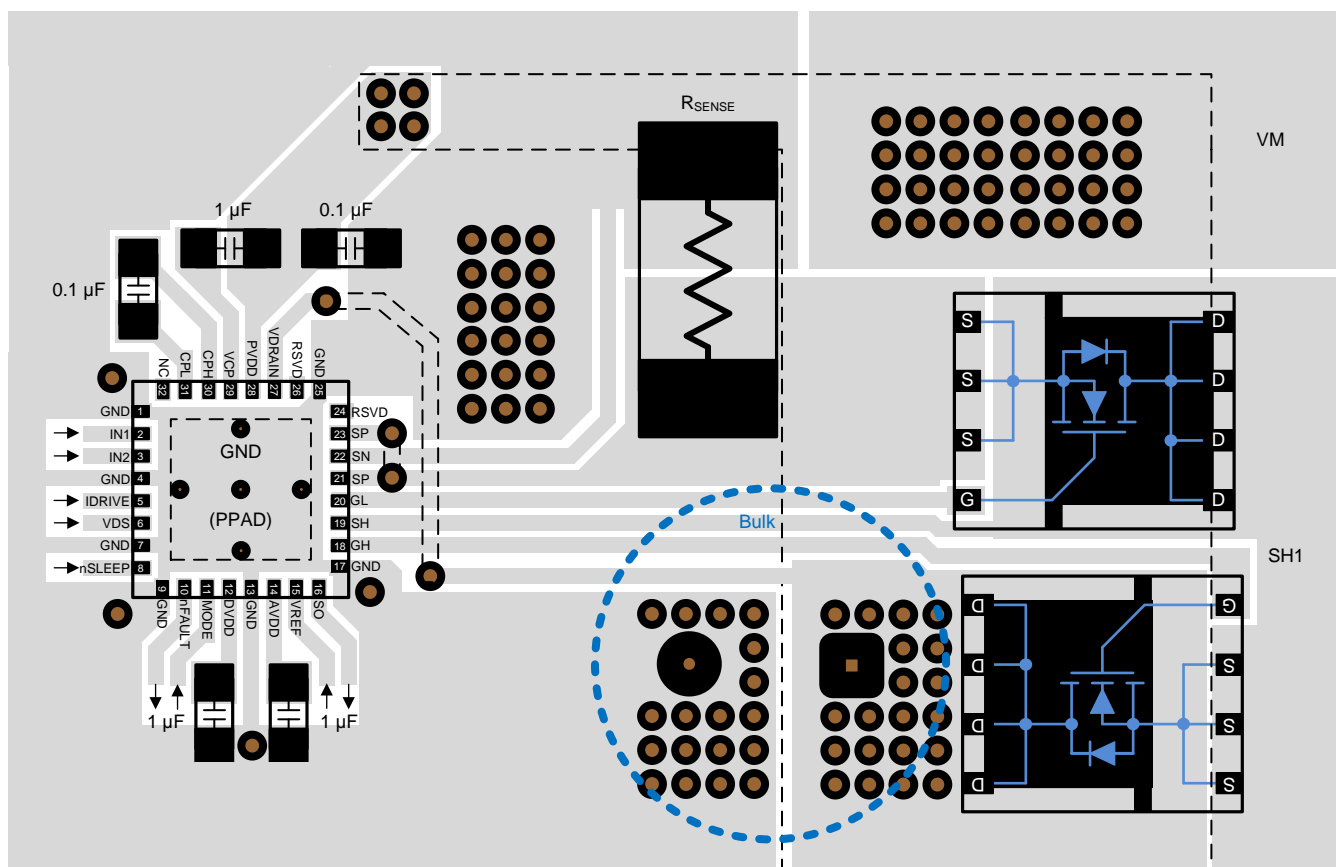 R_SENSE
VM
1 µF
0.1 µF
0.1 µF
NC
CPL
CPH
VCP
PVDD
VDRAIN
RSVD
GND
32
31
30
29
28
27
26
25
GND 1
IN1 2
IN2 3
GND 4
IDRIVE 5
VDS 6
GND 7
nSLEEP 8
GND
(PPAD)
24 RSVD
23 SP
22 SN
21 SP
20 GL
19 SH
18 GH
17 GND
9
10
11
12
13
14
15
16
GND
nFAULT
MODE
DVDD
GND
AVDD
VREF
SO
1 µF
1 µF
Bulk
S
S
S
G
D
D
D
D
SH1
D
D
D
D
G
S
S
S